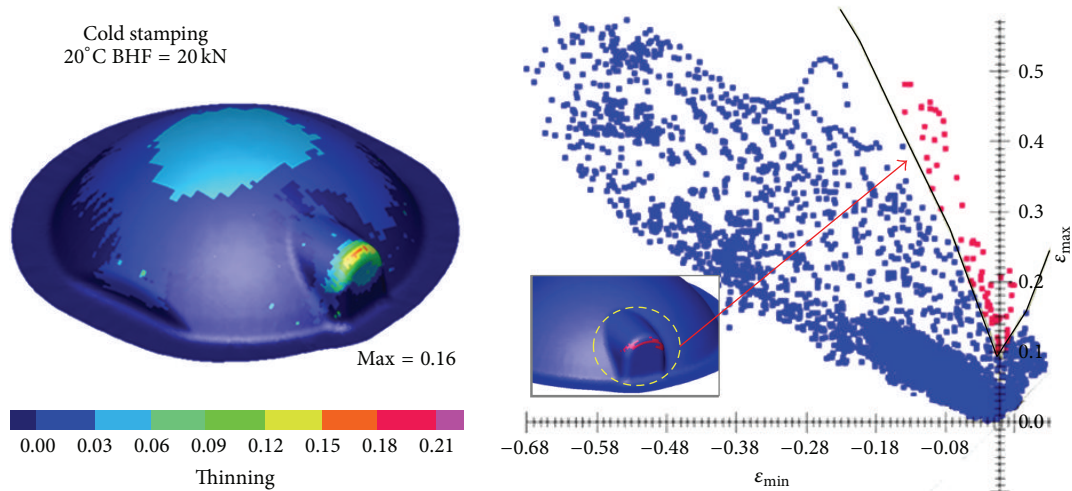 Cold stamping
20°C BHF = 20 kN
Max = 0.16
0.00 0.03 0.06 0.09 0.12 0.15 0.18 0.21
Thinning
0.5
0.4
0.3
0.2
0.1
0.0
εmax
−0.68 −0.58 −0.48 −0.38 −0.28 −0.18 −0.08
εmin